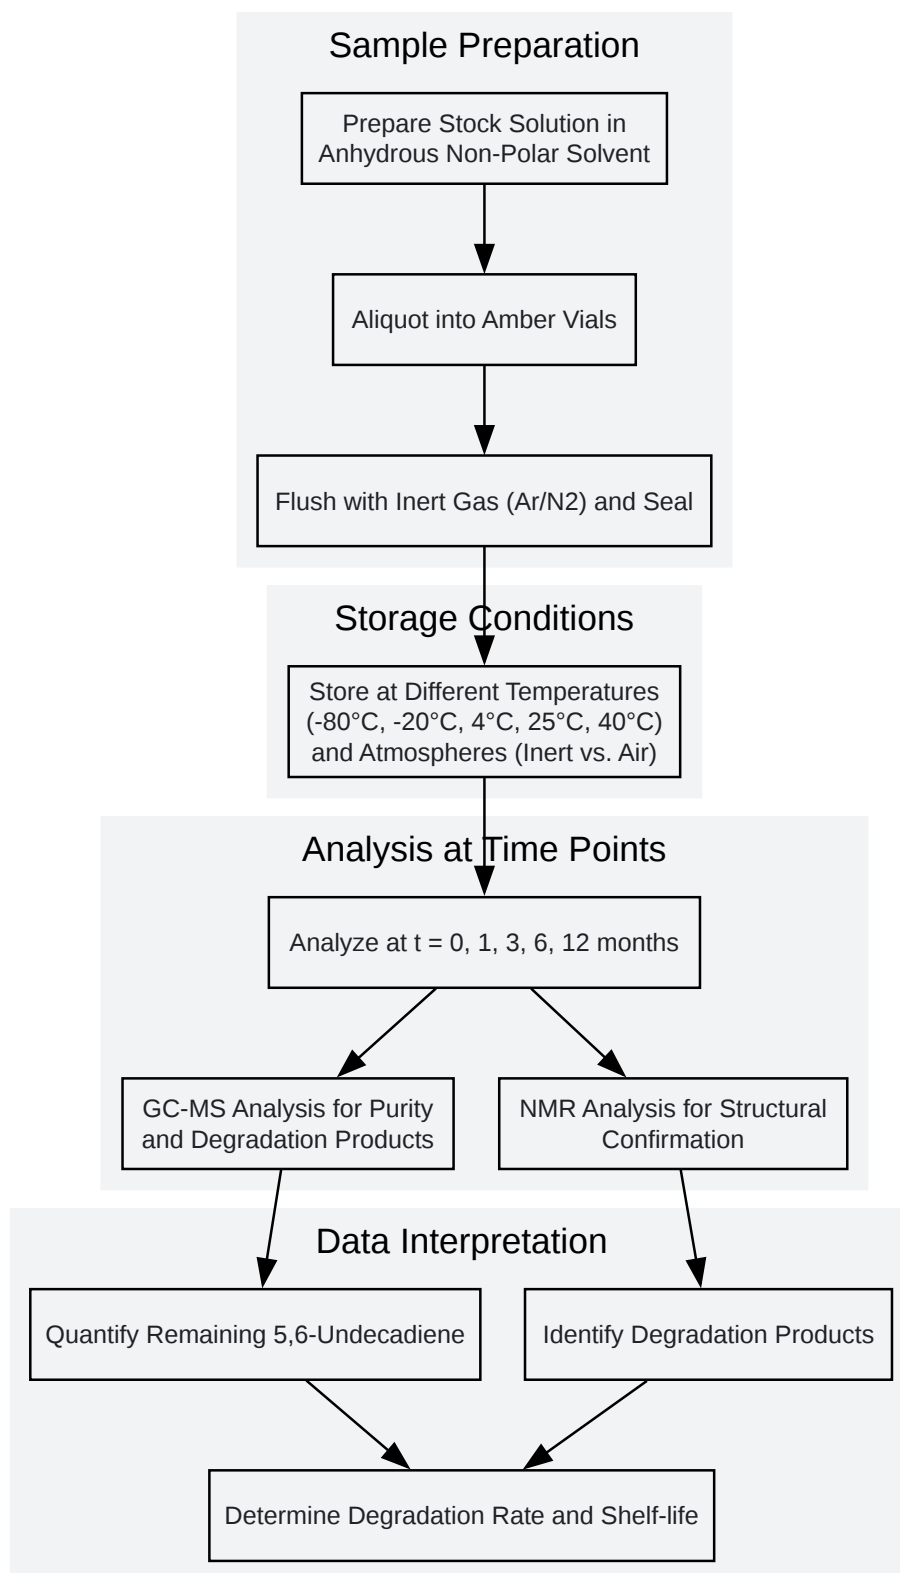 Sample Preparation
Prepare Stock Solution in
Anhydrous Non-Polar Solvent
Aliquot into Amber Vials
Flush with Inert Gas (Ar/N2) and Seal
Storage Conditions
Store at Different Temperatures
(-80°C, -20°C, 4°C, 25°C, 40°C)
and Atmospheres (Inert vs. Air)
Analysis at Time Points
Analyze at t = 0, 1, 3, 6, 12 months
GC-MS Analysis for Purity
and Degradation Products
NMR Analysis for Structural
Confirmation
Data Interpretation
Quantify Remaining 5,6-Undecadiene
Identify Degradation Products
Determine Degradation Rate and Shelf-life